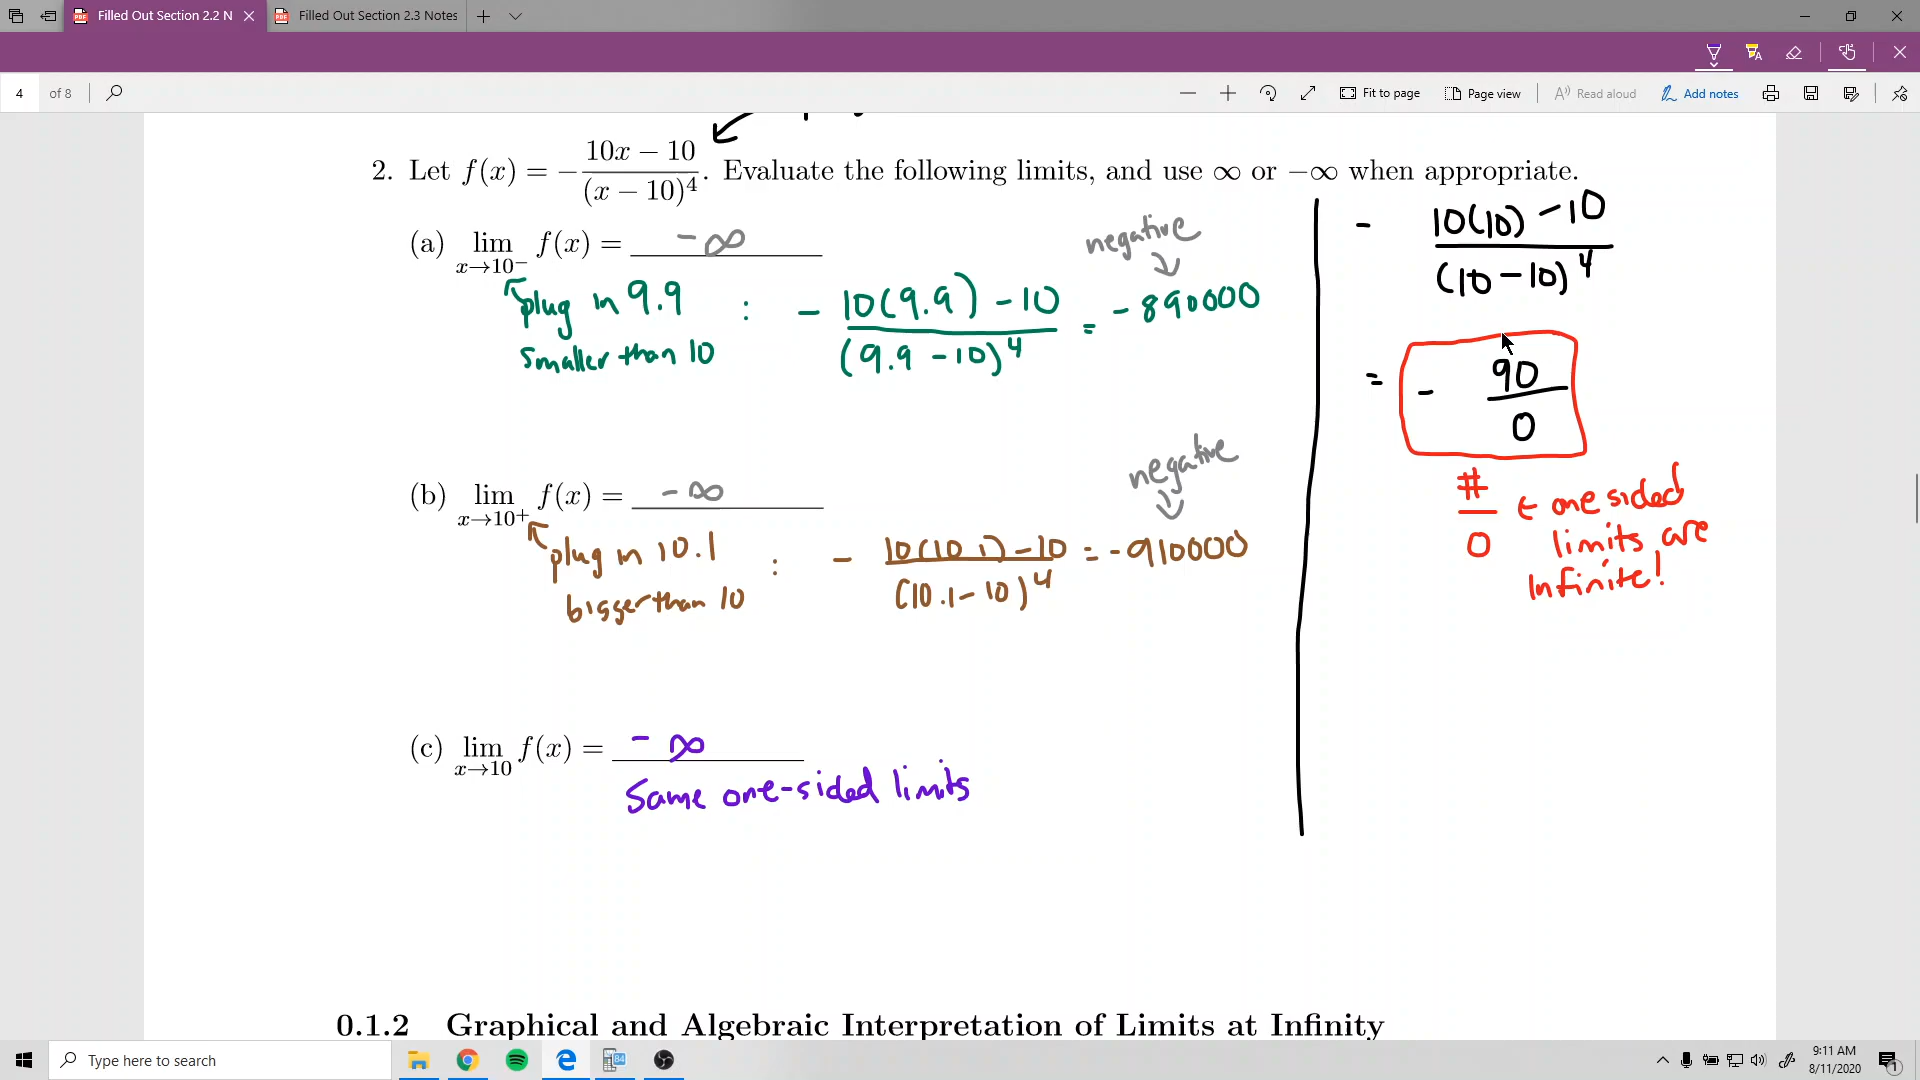 Filled Out Section 2.2 N
Filled Out Section 2.3 Notes
4 of 8
Fit to page
Page view
Read aloud
Add notes
2. Let f(x) = −(10x − 10)/(x − 10)⁴. Evaluate the following limits, and use ∞ or −∞ when appropriate.
(a) lim x→10⁻ f(x) = -∞
negative
plug in 9.9 : - (10(9.9) - 10)/(9.9 - 10)⁴ = - 890000
smaller than 10
(b) lim x→10⁺ f(x) = -∞
negative
plug in 10.1 : - (10(10.1) - 10)/(10.1 - 10)⁴ = - 910000
bigger than 10
(c) lim x→10 f(x) = -∞
Same one-sided limits
- (10(10) - 10)/(10 - 10)⁴
= - 90/0
#/0 ← one sided
limits are
Infinite!
0.1.2 Graphical and Algebraic Interpretation of Limits at Infinity
Type here to search
84
9:11 AM
8/11/2020
1